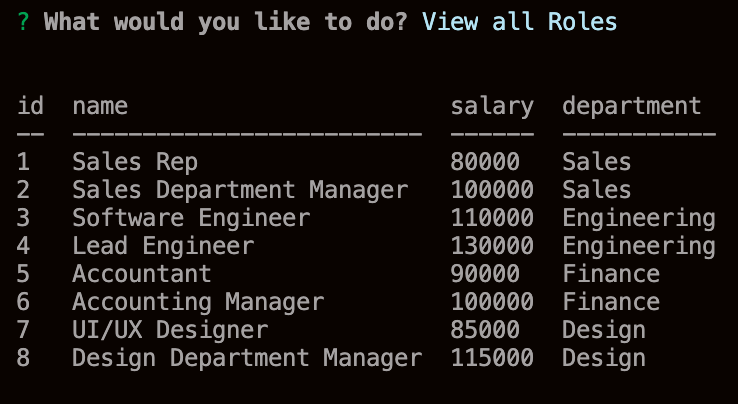 ? What would you like to do? View all Roles
id  name                       salary  department
--  -------------------------  ------  -----------
1   Sales Rep                  80000   Sales
2   Sales Department Manager   100000  Sales
3   Software Engineer          110000  Engineering
4   Lead Engineer              130000  Engineering
5   Accountant                 90000   Finance
6   Accounting Manager         100000  Finance
7   UI/UX Designer             85000   Design
8   Design Department Manager  115000  Design